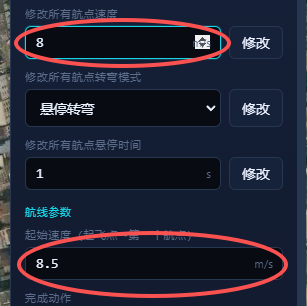 修改所有航点速度
8
修改
修改所有航点转弯模式
悬停转弯
修改
修改所有航点悬停时间
1 s
修改
航线参数
起始速度（起飞点→第一个航点）
8.5 m/s
完成动作